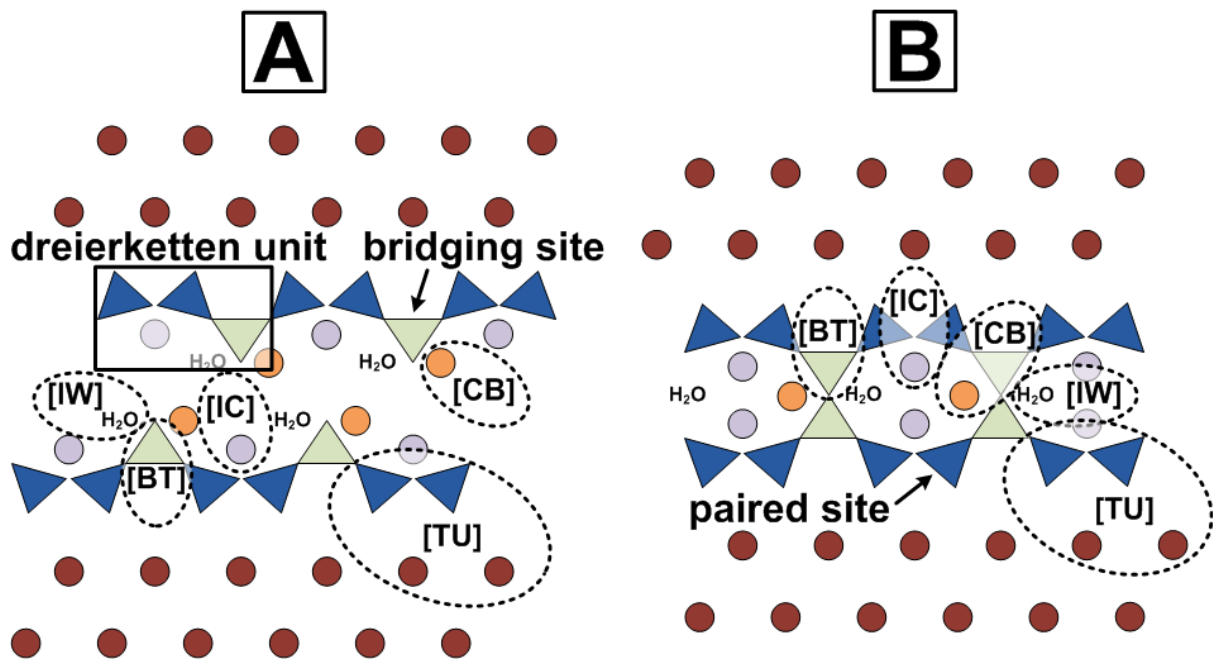 A
B
dreierketten unit
bridging site
H₂O
H₂O
[CB]
[IW]
H₂O
[IC]
H₂O
[BT]
[TU]
[IC]
[BT]
[CB]
H₂O
H₂O
H₂O
[IW]
paired site
[TU]